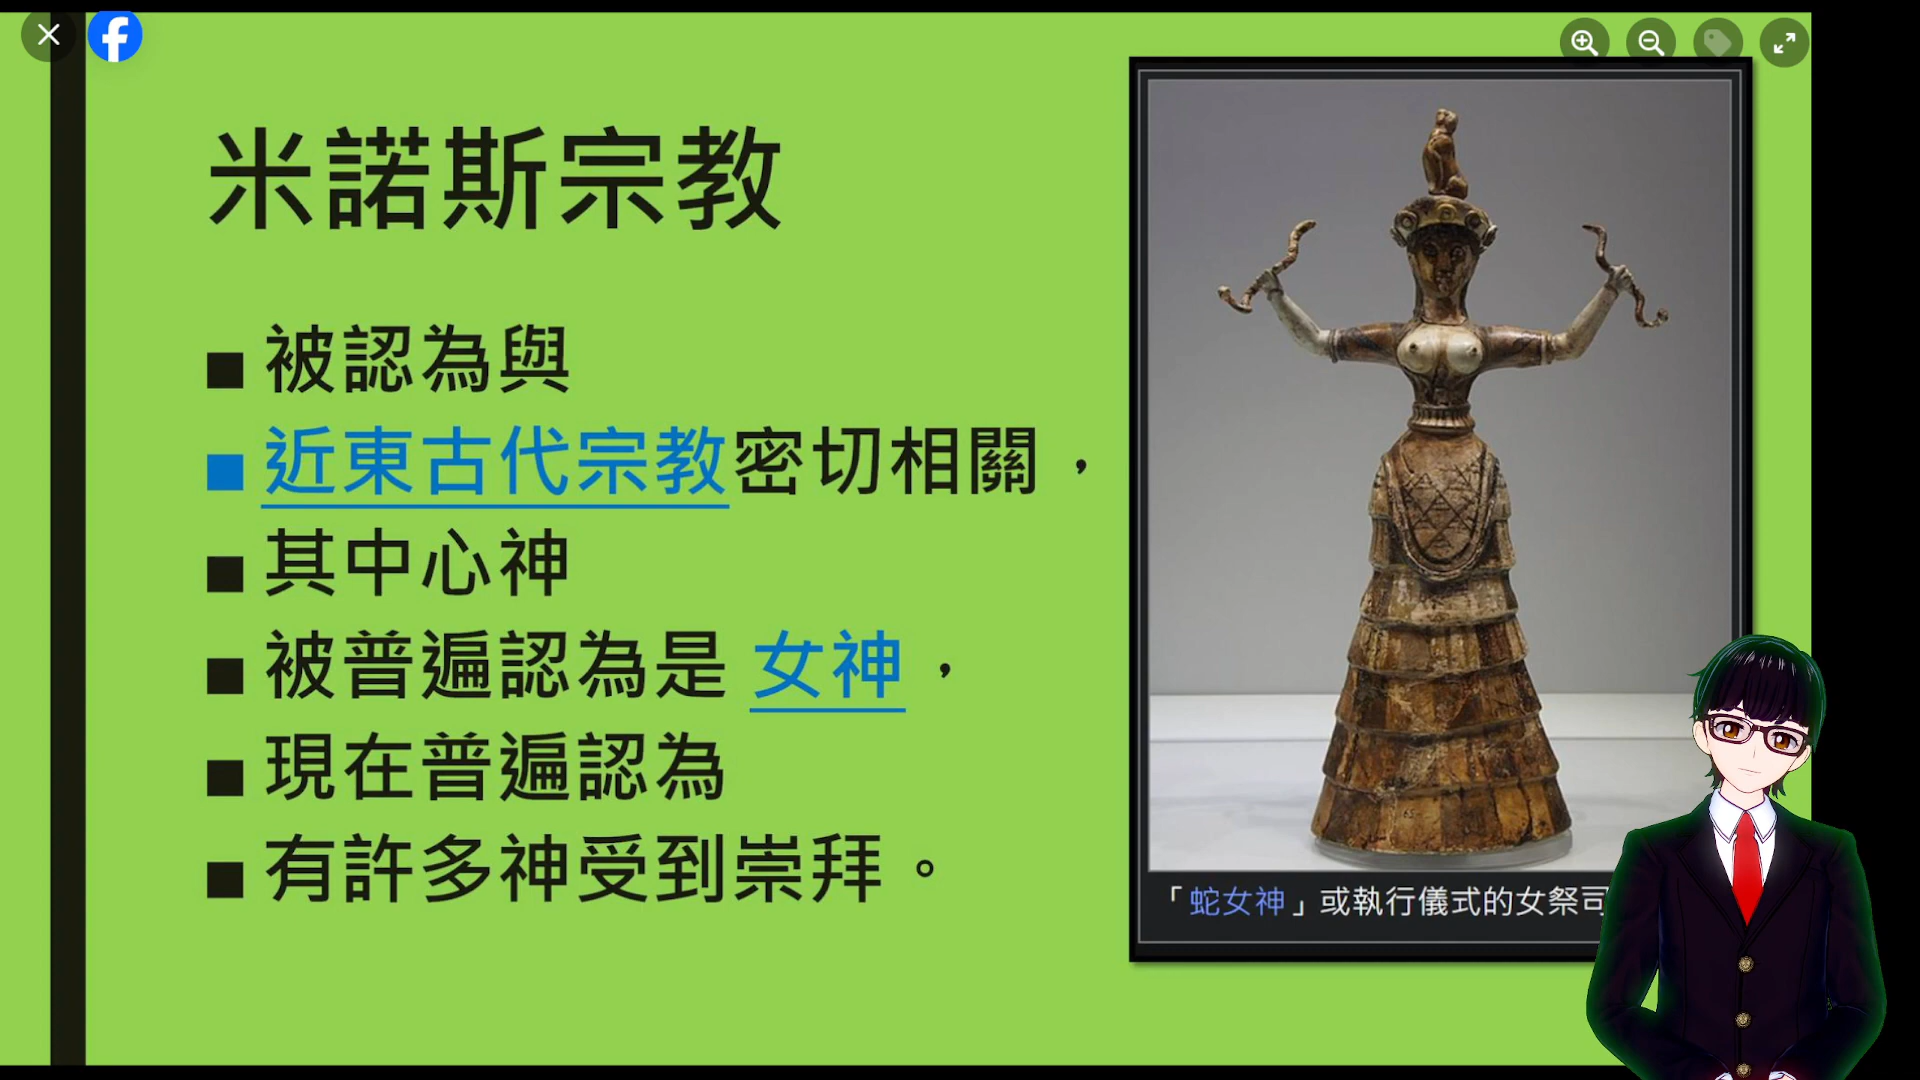 米諾斯宗教
被認為與
近東古代宗教密切相關，
其中心神
被普遍認為是 女神，
現在普遍認為
有許多神受到崇拜。
「蛇女神」或執行儀式的女祭司